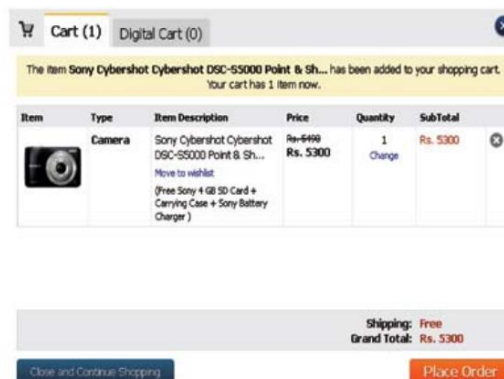 Cart (1) Digital Cart (0)
The item Sony Cybershot Cybershot DSC-S5000 Point & Sh... has been added to your shopping cart.
Your cart has 1 item now.
Item Type Item Description Price Quantity SubTotal
Camera Sony Cybershot Cybershot Rs. 5490 1 Rs. 5300
DSC-S5000 Point & Sh... Rs. 5300 Change
Move to wishlist
(Free Sony 4 GB SD Card +
Carrying Case + Sony Battery
Charger )
Shipping: Free
Grand Total: Rs. 5300
Close and Continue Shopping Place Order